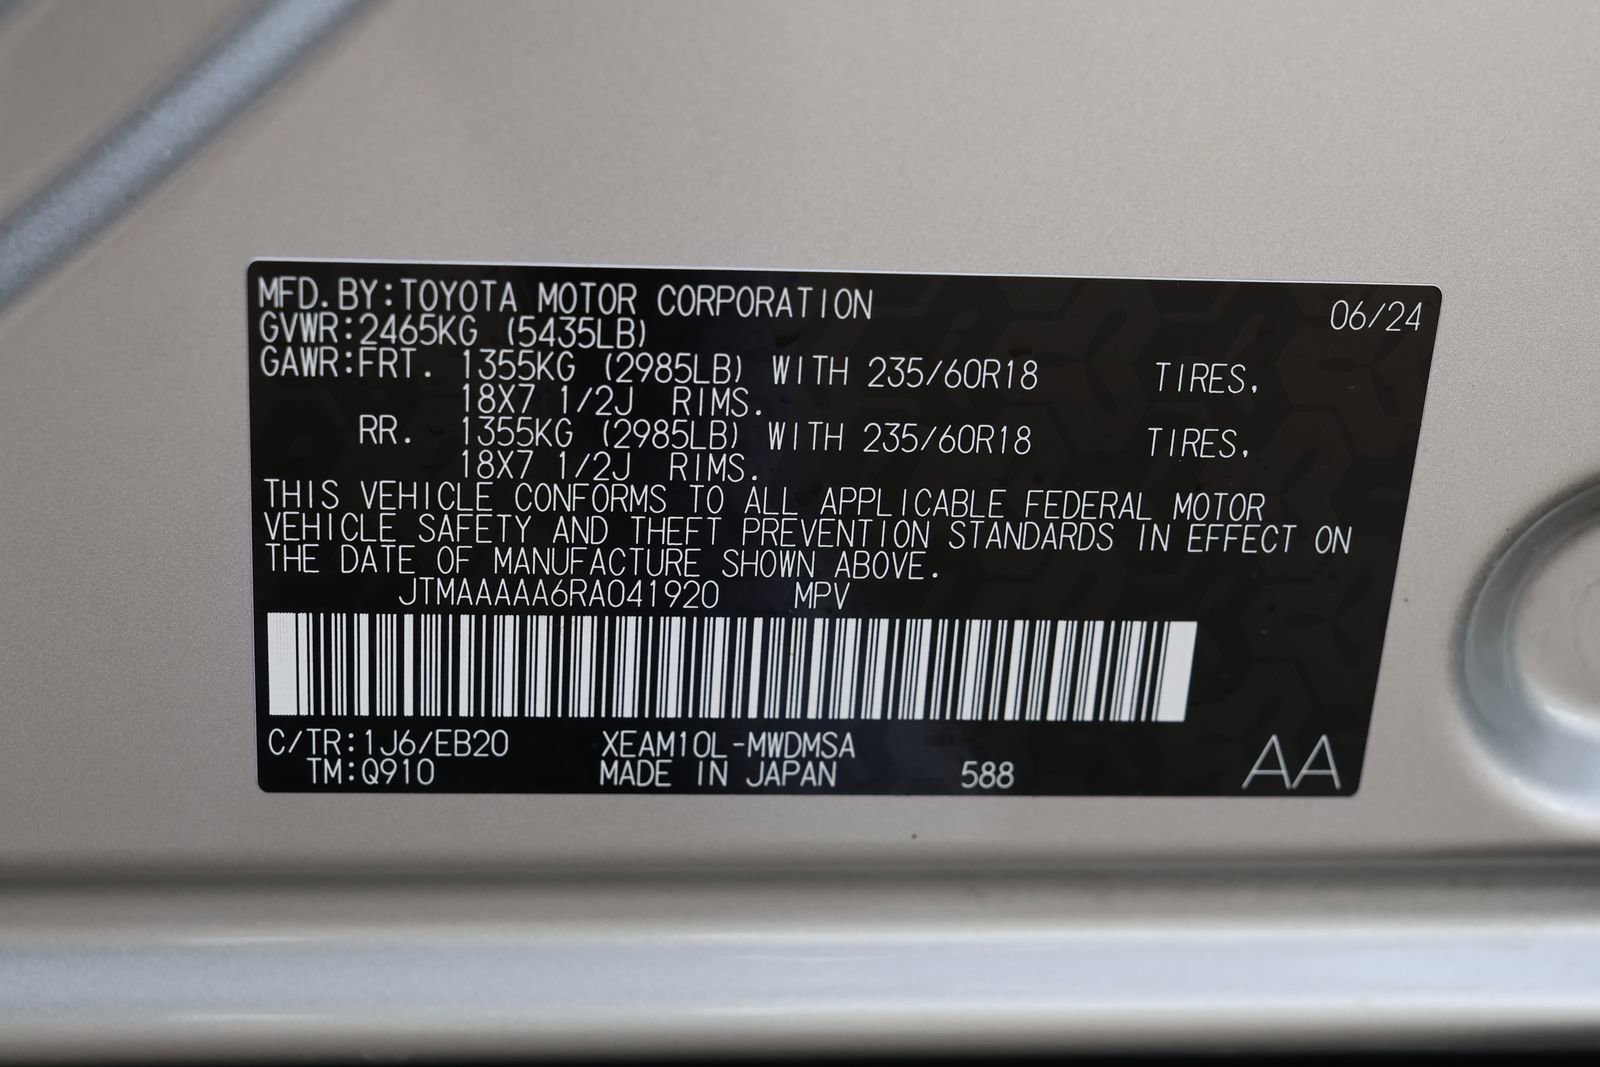 MFD.BY:TOYOTA MOTOR CORPORATION 06/24
GVWR:2465KG (5435LB)
GAWR:FRT. 1355KG (2985LB) WITH 235/60R18 TIRES,
18X7 1/2J RIMS.
RR. 1355KG (2985LB) WITH 235/60R18 TIRES,
18X7 1/2J RIMS.
THIS VEHICLE CONFORMS TO ALL APPLICABLE FEDERAL MOTOR
VEHICLE SAFETY AND THEFT PREVENTION STANDARDS IN EFFECT ON
THE DATE OF MANUFACTURE SHOWN ABOVE.
JTMAAAAA6RA041920 MPV
C/TR:1J6/EB20 XEAM10L-MWDMSA
TM:Q910 MADE IN JAPAN 588 AA